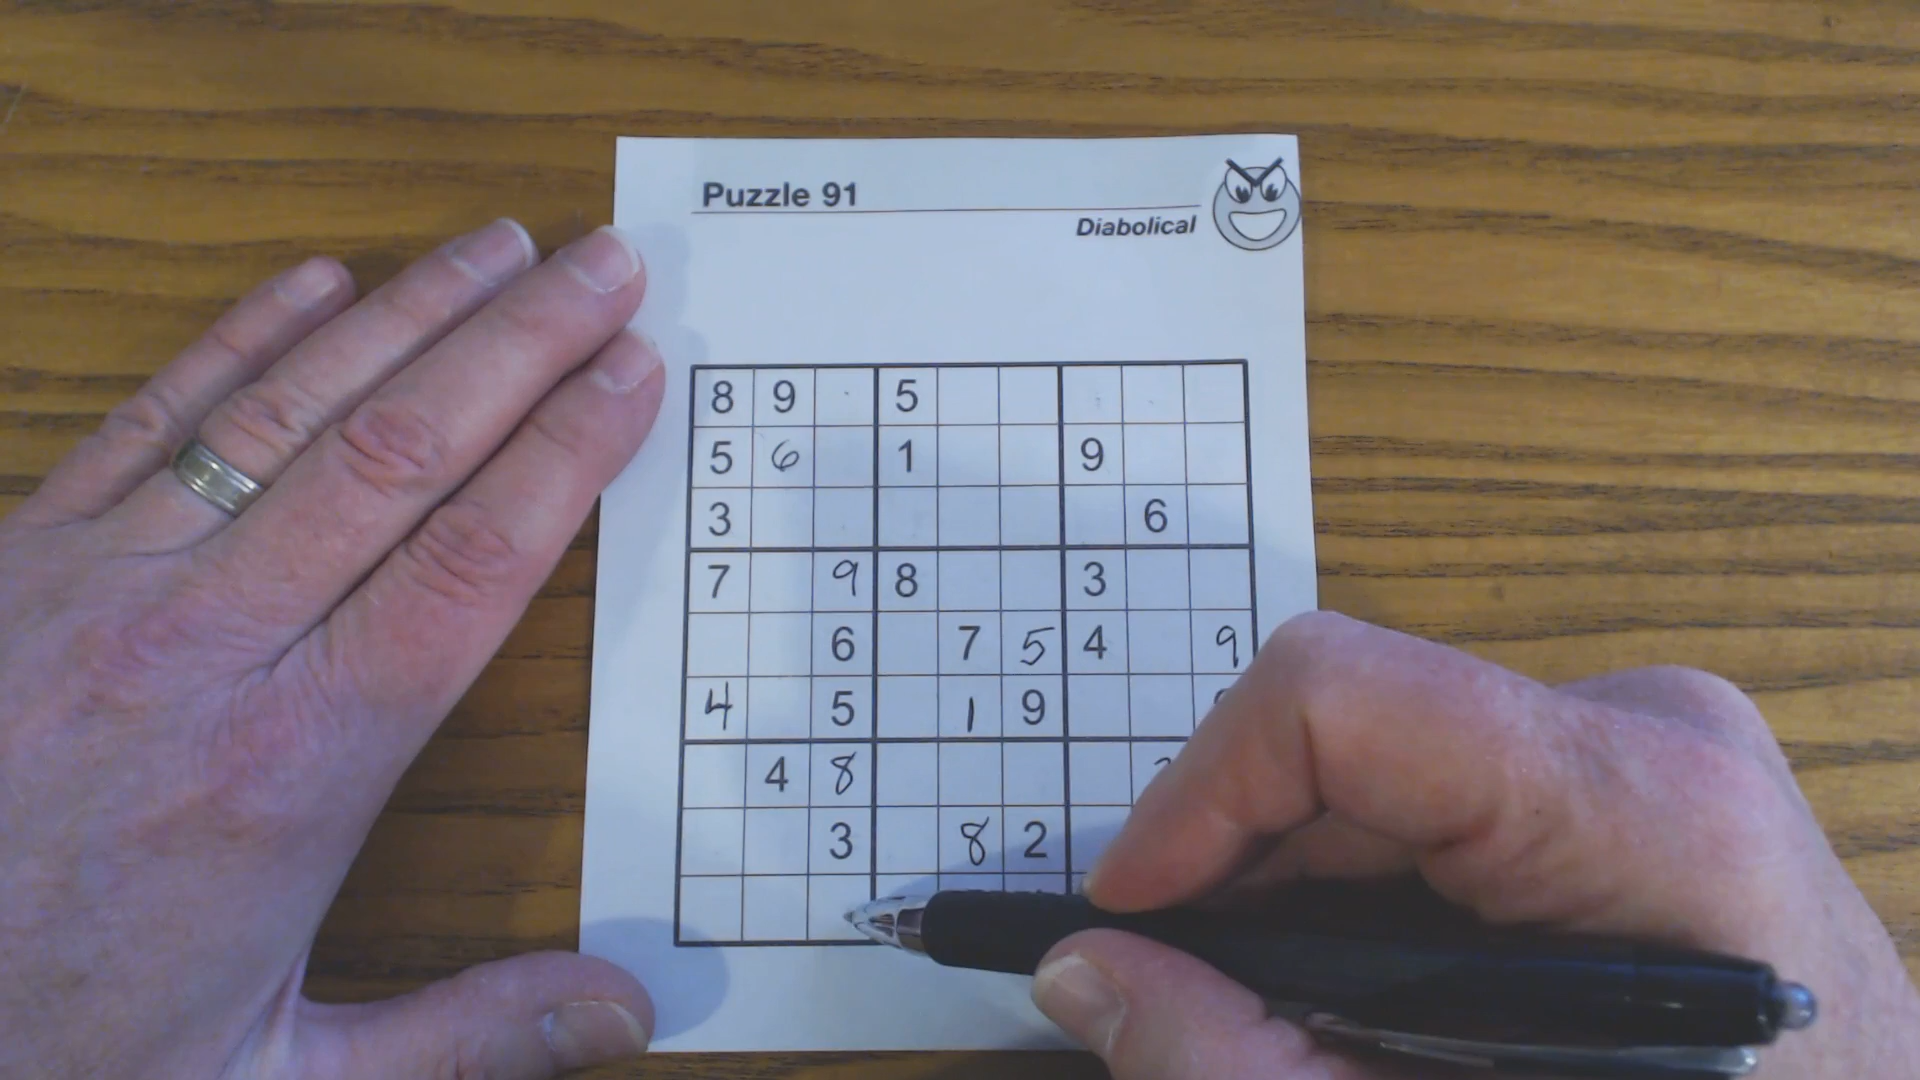 Puzzle 91
Diabolical
8 9 5
5 6 1 9
3 6
7 9 8 3
6 7 5 4 9
4 5 1 9
4 8
3 8 2